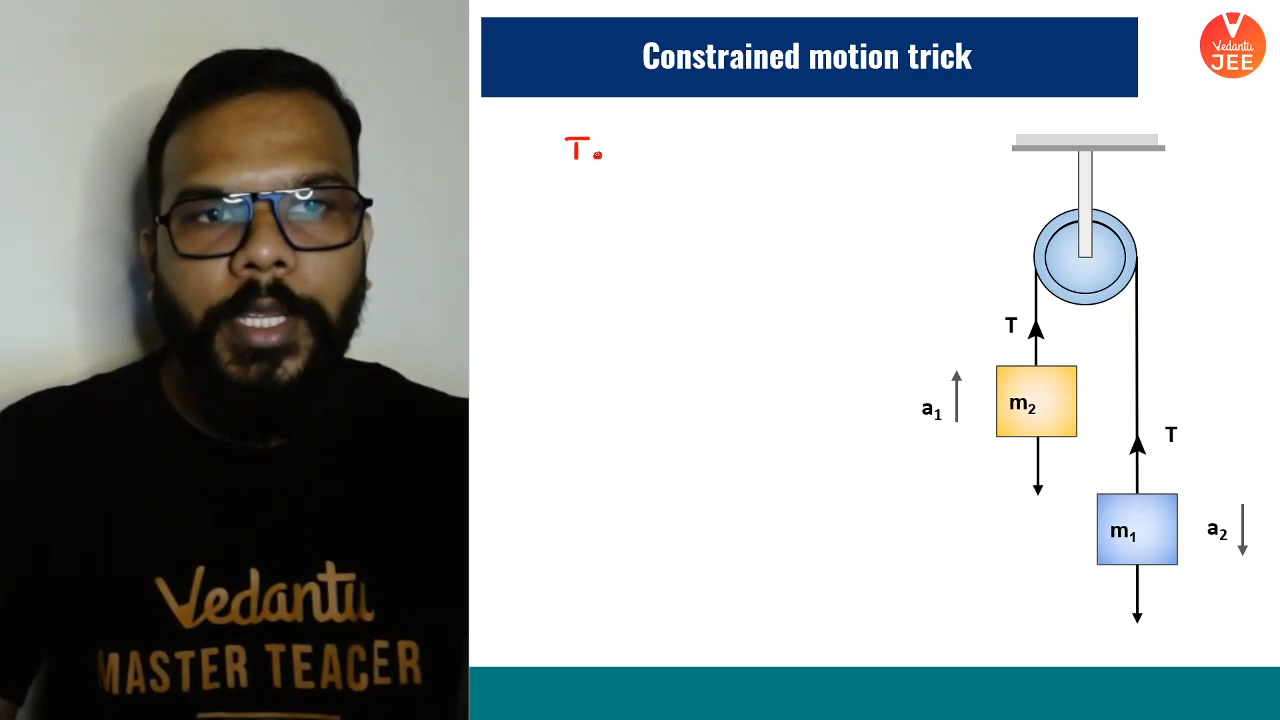 Constrained motion trick
Vedantu
JEE
T.
T
a₁
m₂
T
m₁
a₂
Vedantu
MASTER TEACER